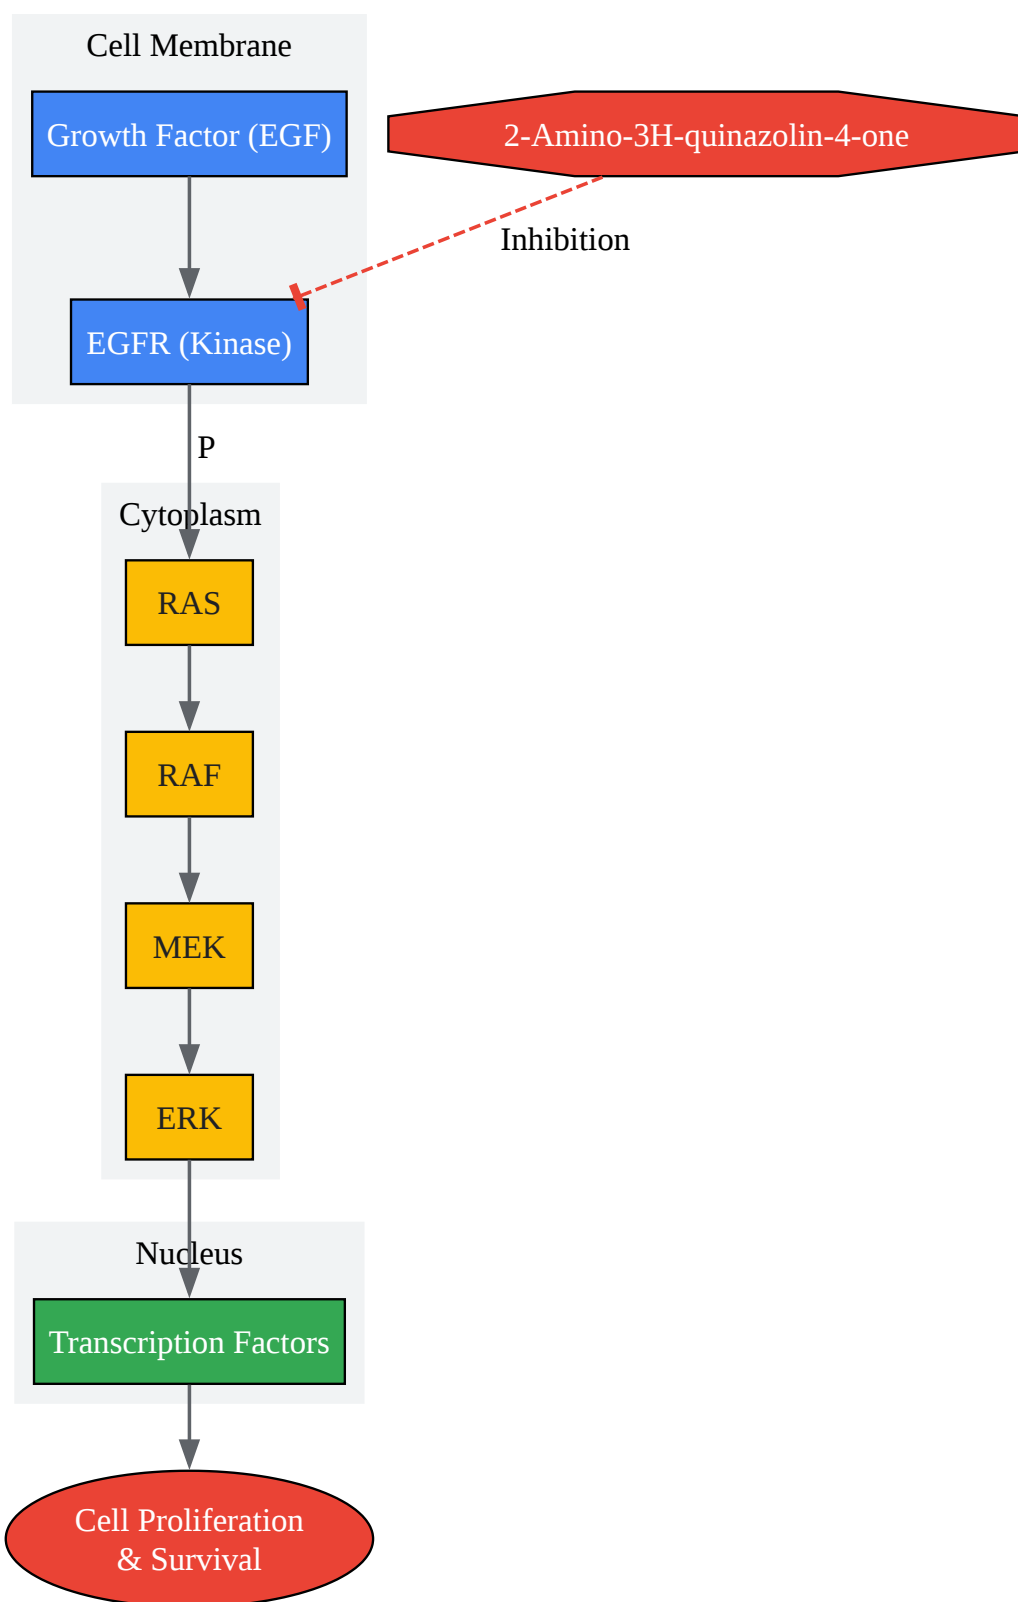 Cell Membrane
Growth Factor (EGF)
2-Amino-3H-quinazolin-4-one
Inhibition
EGFR (Kinase)
P
Cytoplasm
RAS
RAF
MEK
ERK
Nucleus
Transcription Factors
Cell Proliferation
& Survival